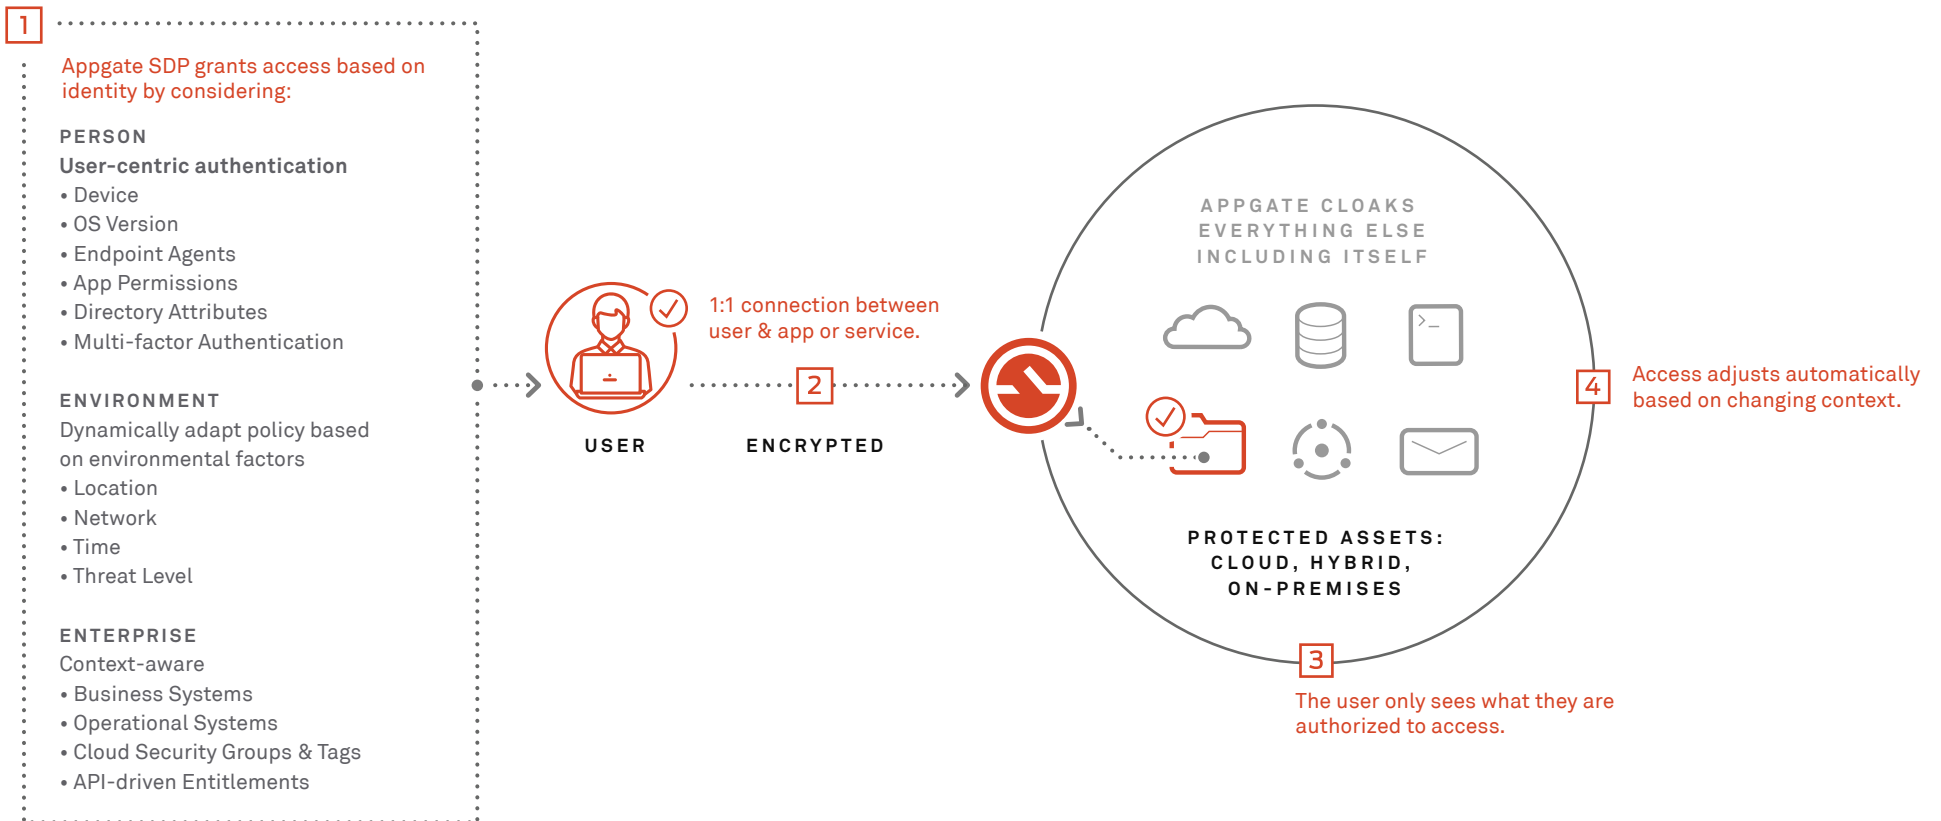 1
Appgate SDP grants access based on
identity by considering:
PERSON
User-centric authentication
• Device
• OS Version
• Endpoint Agents
• App Permissions
• Directory Attributes
• Multi-factor Authentication
ENVIRONMENT
Dynamically adapt policy based
on environmental factors
• Location
• Network
• Time
• Threat Level
ENTERPRISE
Context-aware
• Business Systems
• Operational Systems
• Cloud Security Groups & Tags
• API-driven Entitlements
USER
1:1 connection between
user & app or service.
2
ENCRYPTED
APPGATE CLOAKS
EVERYTHING ELSE
INCLUDING ITSELF
>_
PROTECTED ASSETS:
CLOUD, HYBRID,
ON-PREMISES
3
The user only sees what they are
authorized to access.
4
Access adjusts automatically
based on changing context.